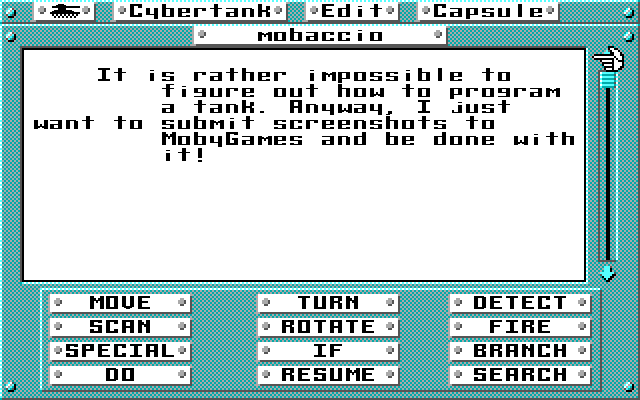 Cybertank Edit Capsule
mobaccio
It is rather impossible to
figure out how to program
a tank. Anyway, I just
want to submit screenshots to
MobyGames and be done with
it!
MOVE TURN DETECT
SCAN ROTATE FIRE
SPECIAL IF BRANCH
DO RESUME SEARCH